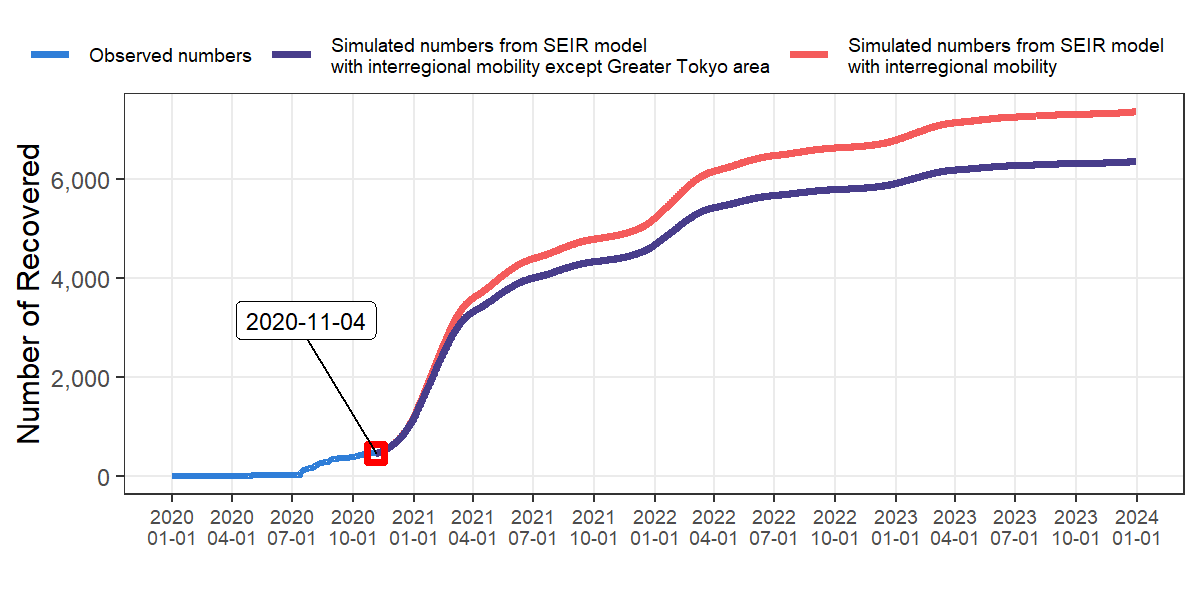 Observed numbers
Simulated numbers from SEIR model
with interregional mobility except Greater Tokyo area
Simulated numbers from SEIR model
with interregional mobility
Number of Recovered
6,000
4,000
2,000
0
2020-11-04
2020 2020 2020 2020 2021 2021 2021 2021 2022 2022 2022 2022 2023 2023 2023 2023 2024
01-01 04-01 07-01 10-01 01-01 04-01 07-01 10-01 01-01 04-01 07-01 10-01 01-01 04-01 07-01 10-01 01-01